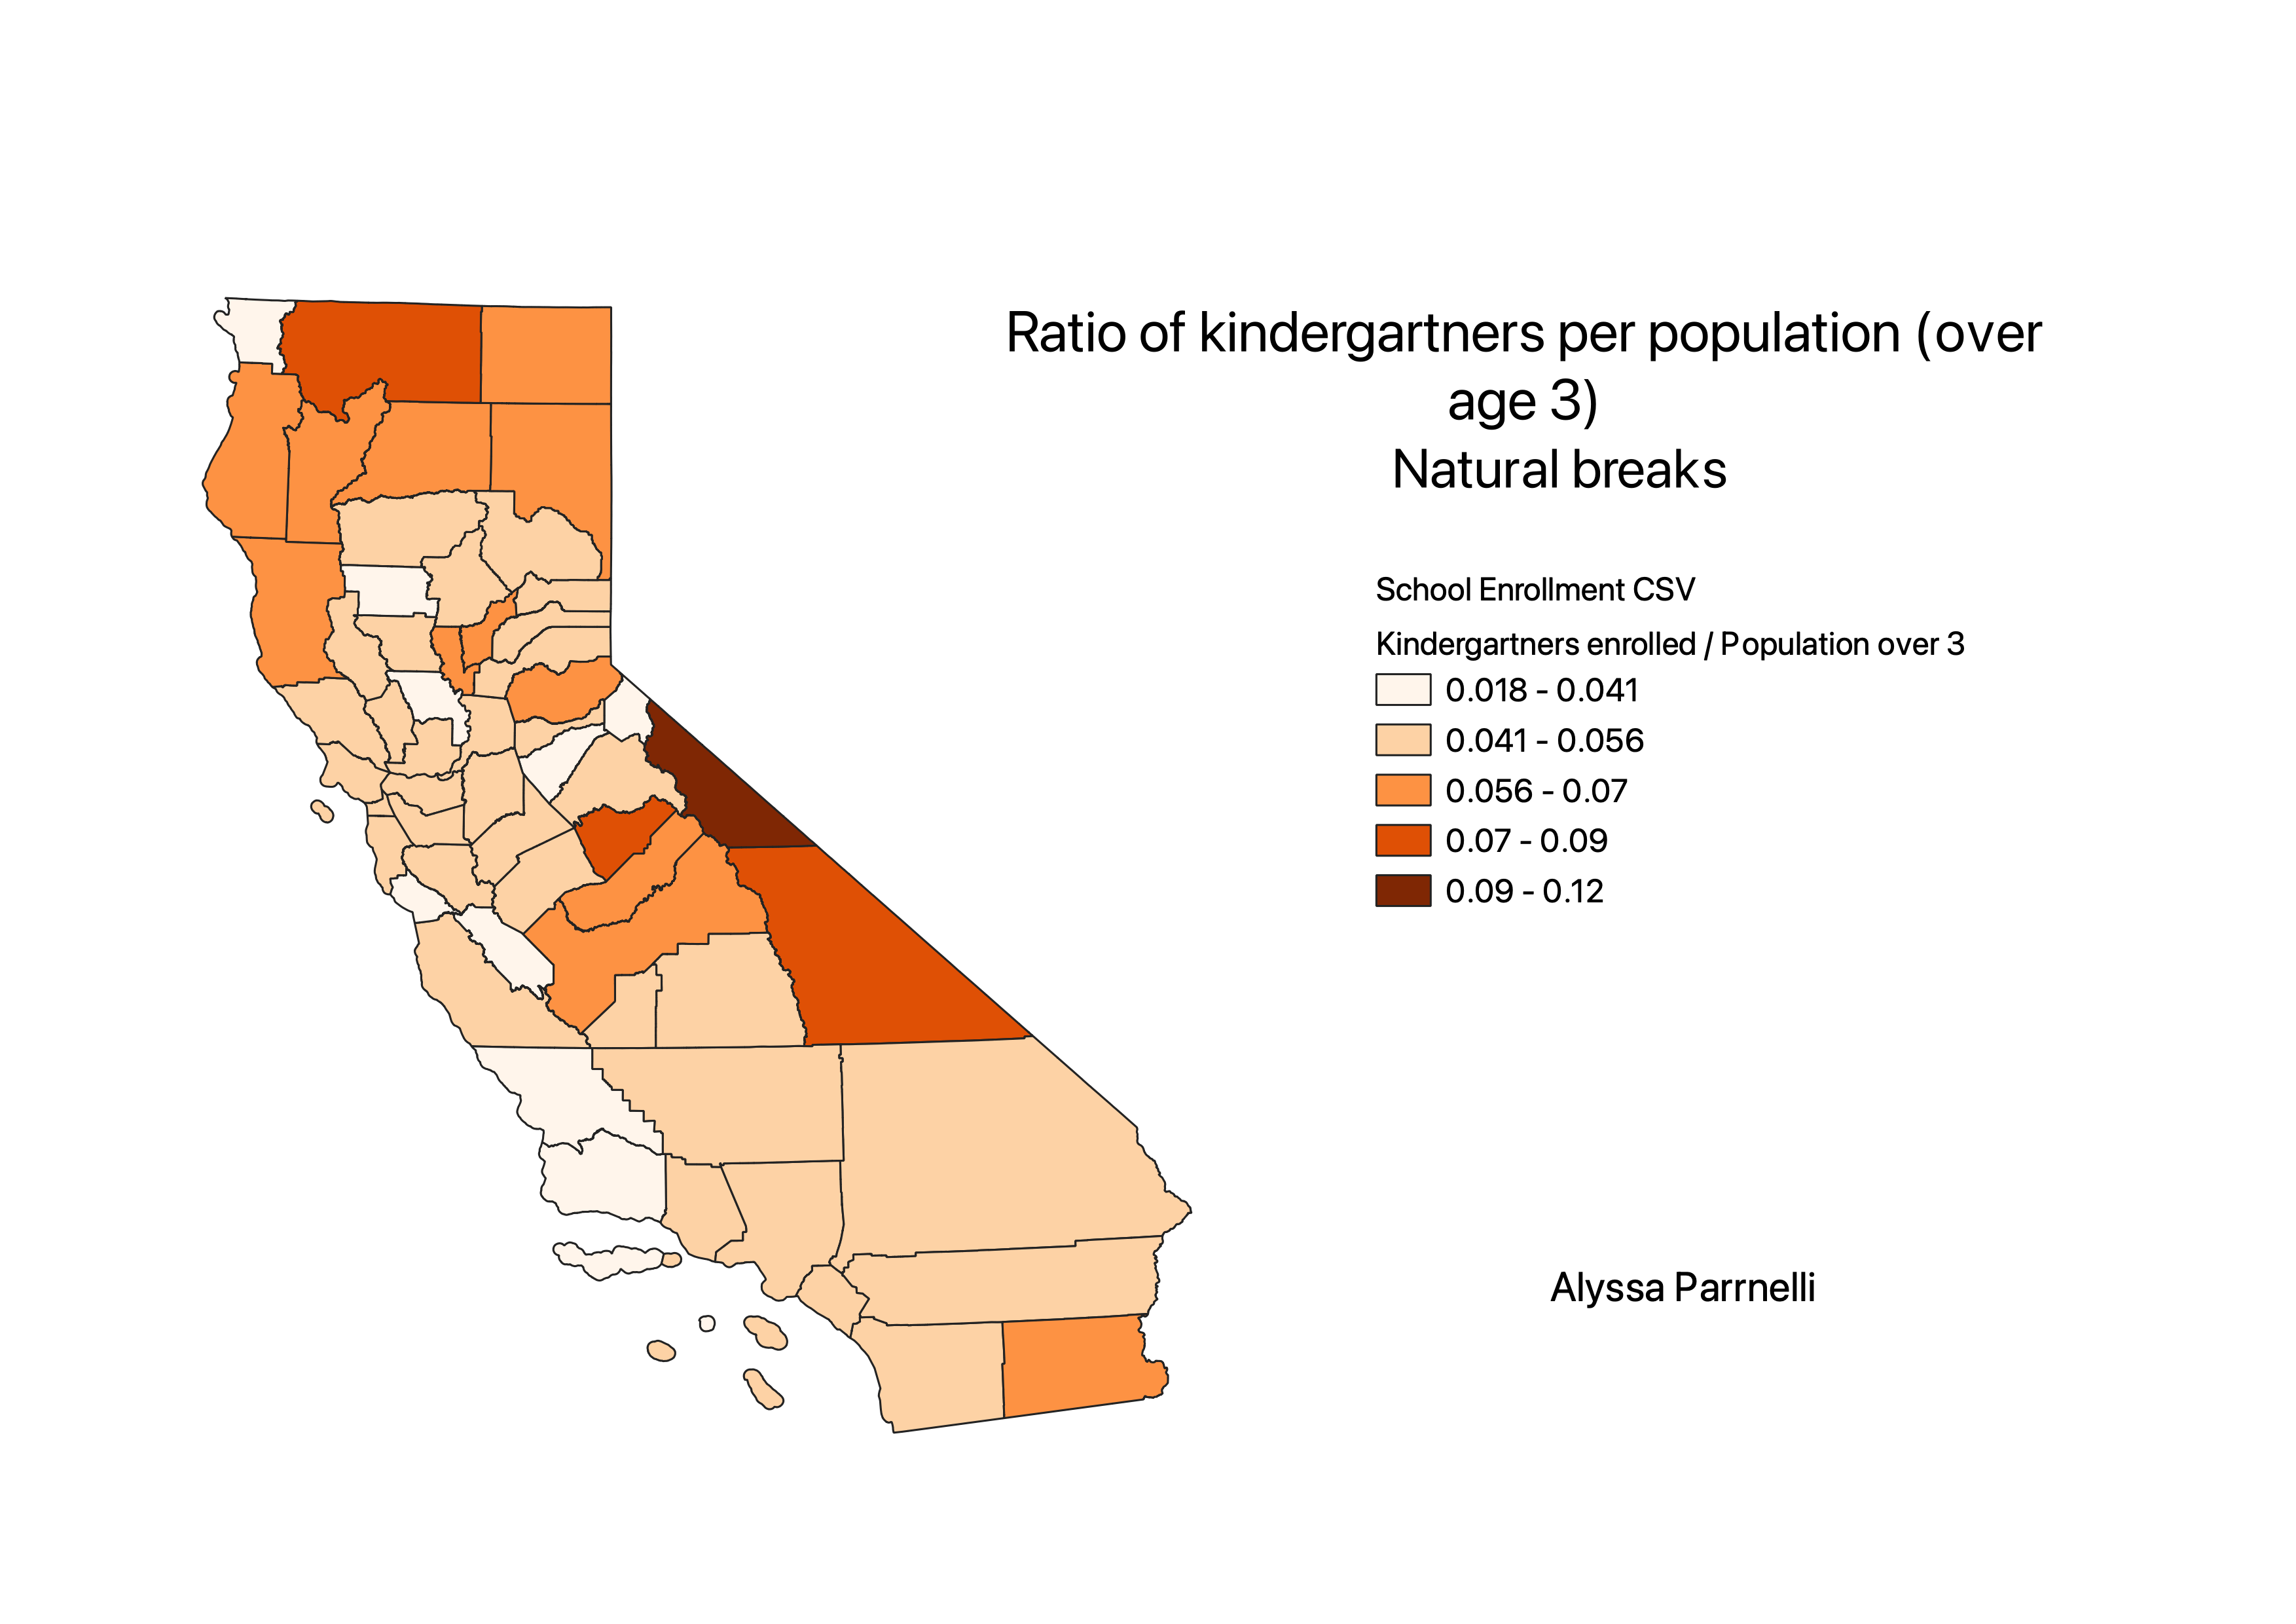 Ratio of kindergartners per population (over
age 3)
Natural breaks
School Enrollment CSV
Kindergartners enrolled / Population over 3
0.018 - 0.041
0.041 - 0.056
0.056 - 0.07
0.07 - 0.09
0.09 - 0.12
Alyssa Parrnelli